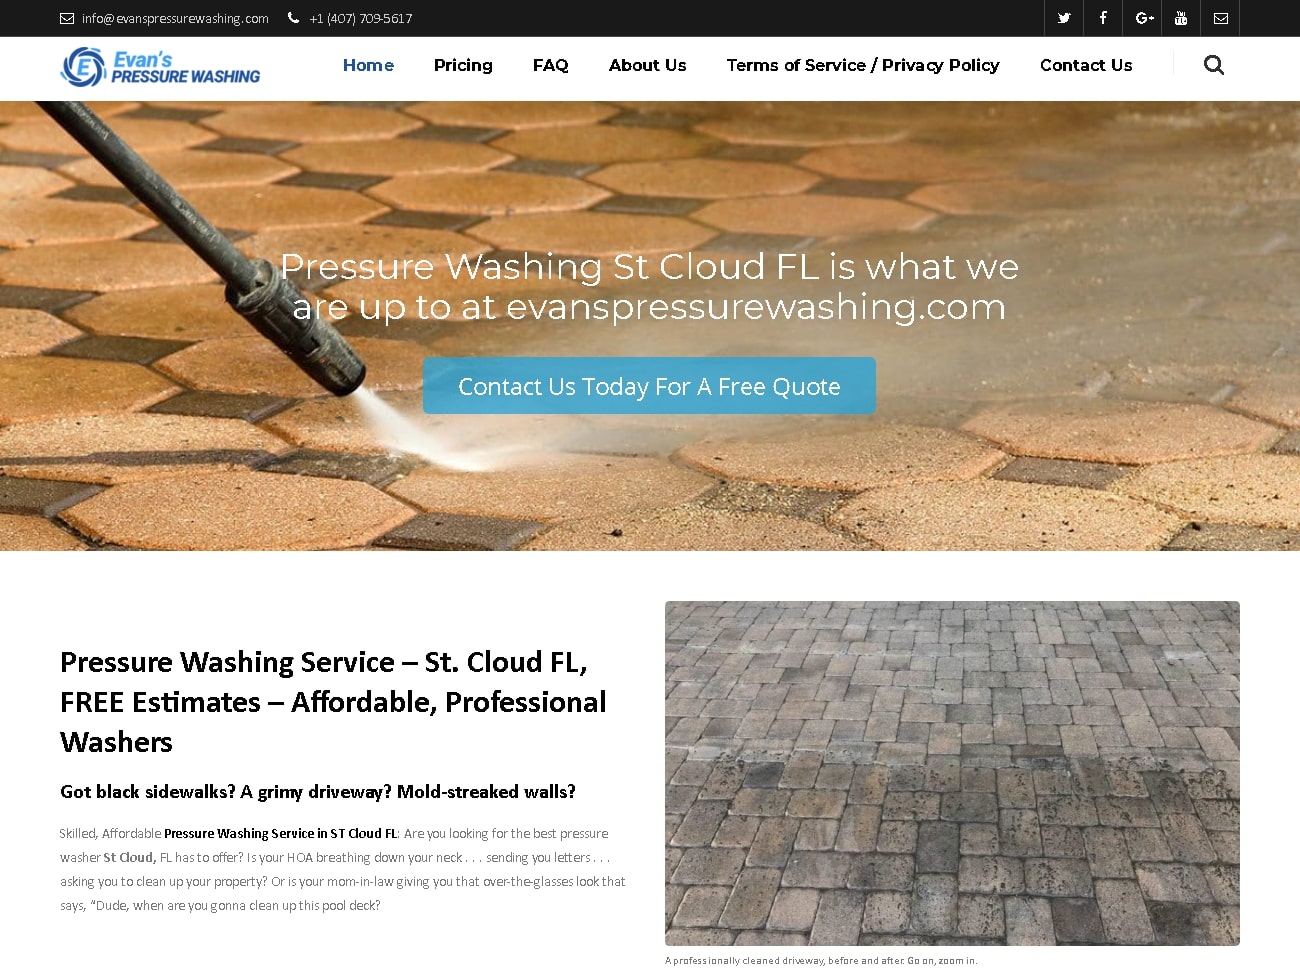 info@evanspressurewashing.com +1 (407) 709-5617
Evan's
PRESSURE WASHING
Home Pricing FAQ About Us Terms of Service / Privacy Policy Contact Us
Pressure Washing St Cloud FL is what we
are up to at evanspressurewashing.com
Contact Us Today For A Free Quote
Pressure Washing Service – St. Cloud FL,
FREE Estimates – Affordable, Professional
Washers
Got black sidewalks? A grimy driveway? Mold-streaked walls?
Skilled, Affordable Pressure Washing Service in ST Cloud FL: Are you looking for the best pressure
washer St Cloud, FL has to offer? Is your HOA breathing down your neck . . . sending you letters . . .
asking you to clean up your property? Or is your mom-in-law giving you that over-the-glasses look that
says, “Dude, when are you gonna clean up this pool deck?
A professionally cleaned driveway, before and after. Go on, zoom in.